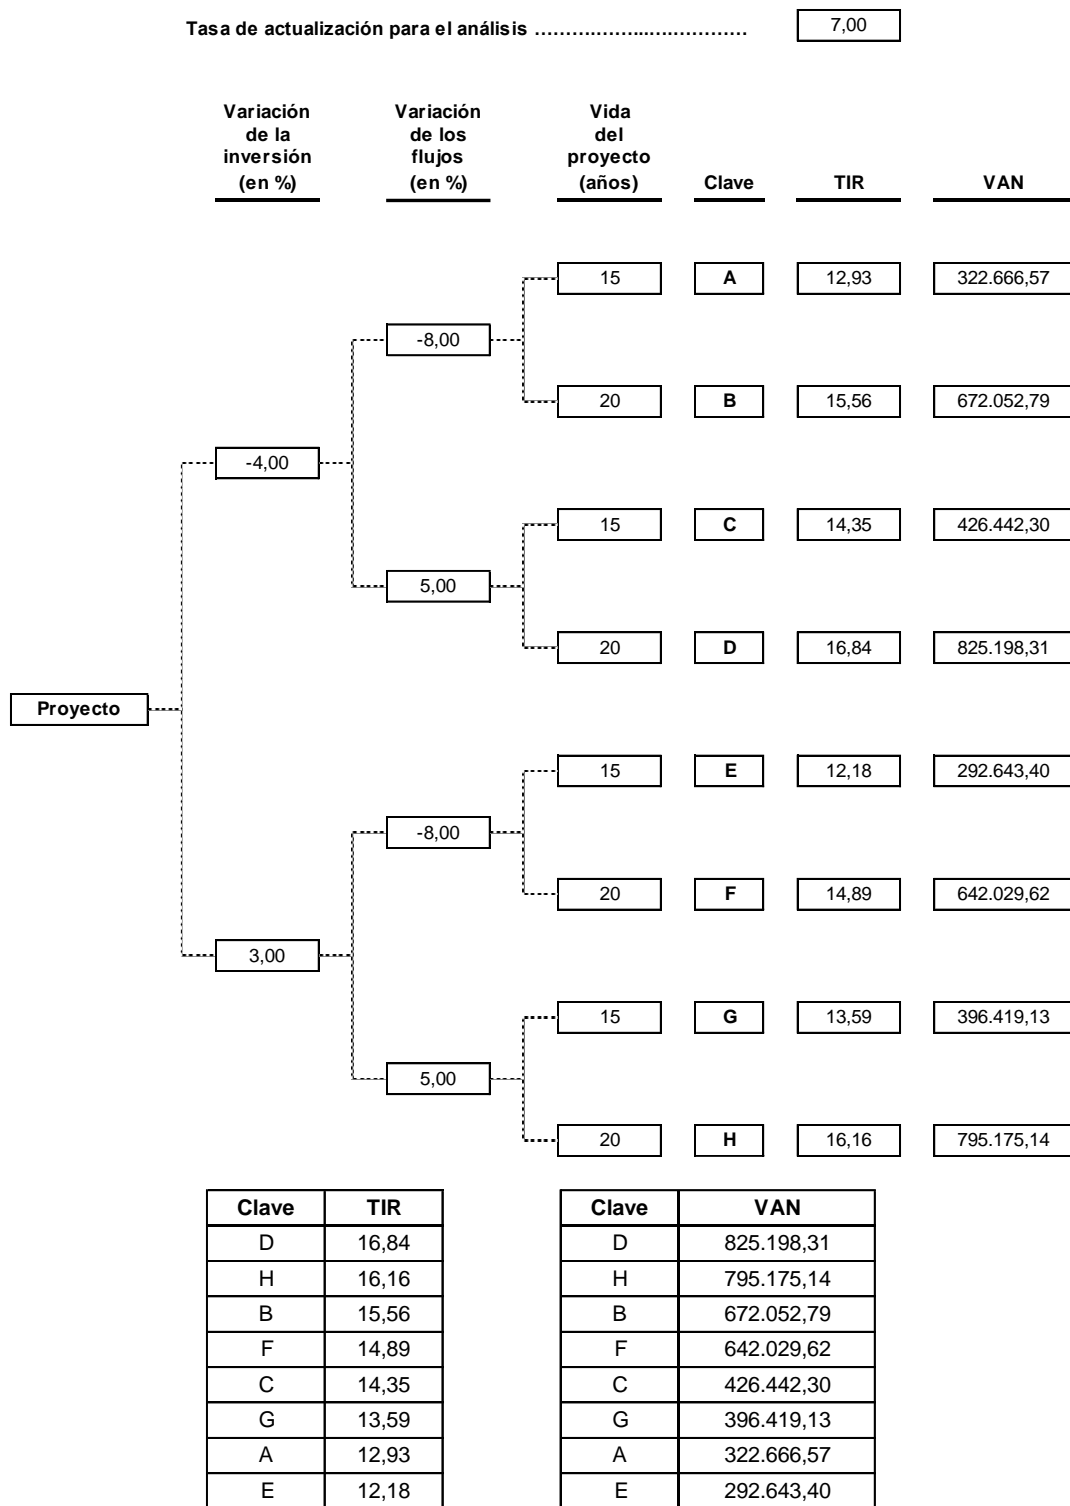 Tasa de actualización para el análisis ………..……...….………… 7,00
Variación de la inversión (en %)
Variación de los flujos (en %)
Vida del proyecto (años)
Clave
TIR
VAN
15 A 12,93 322.666,57
-8,00
20 B 15,56 672.052,79
-4,00
15 C 14,35 426.442,30
5,00
20 D 16,84 825.198,31
Proyecto
15 E 12,18 292.643,40
-8,00
20 F 14,89 642.029,62
3,00
15 G 13,59 396.419,13
5,00
20 H 16,16 795.175,14
Clave TIR
D 16,84
H 16,16
B 15,56
F 14,89
C 14,35
G 13,59
A 12,93
E 12,18
Clave VAN
D 825.198,31
H 795.175,14
B 672.052,79
F 642.029,62
C 426.442,30
G 396.419,13
A 322.666,57
E 292.643,40